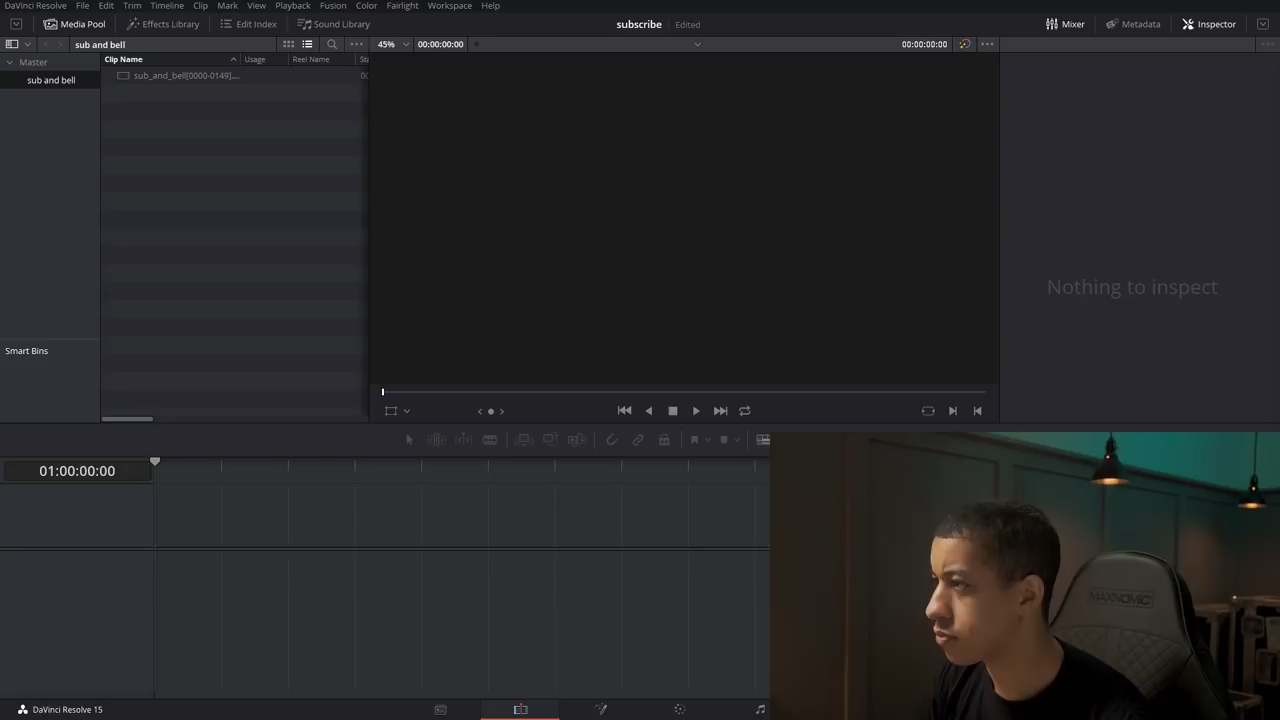 DaVinci Resolve File Edit Trim Timeline Clip Mark View Playback Fusion Color Fairlight Workspace Help
Media Pool Effects Library Edit Index Sound Library subscribe Edited Mixer Metadata Inspector
sub and bell 45% 00:00:00:00 00:00:00:00
Master Clip Name Usage Reel Name Sta
sub and bell sub_and_bell[0000-0149],... 00
Nothing to inspect
Smart Bins
01:00:00:00
MAXNOMIC
DaVinci Resolve 15